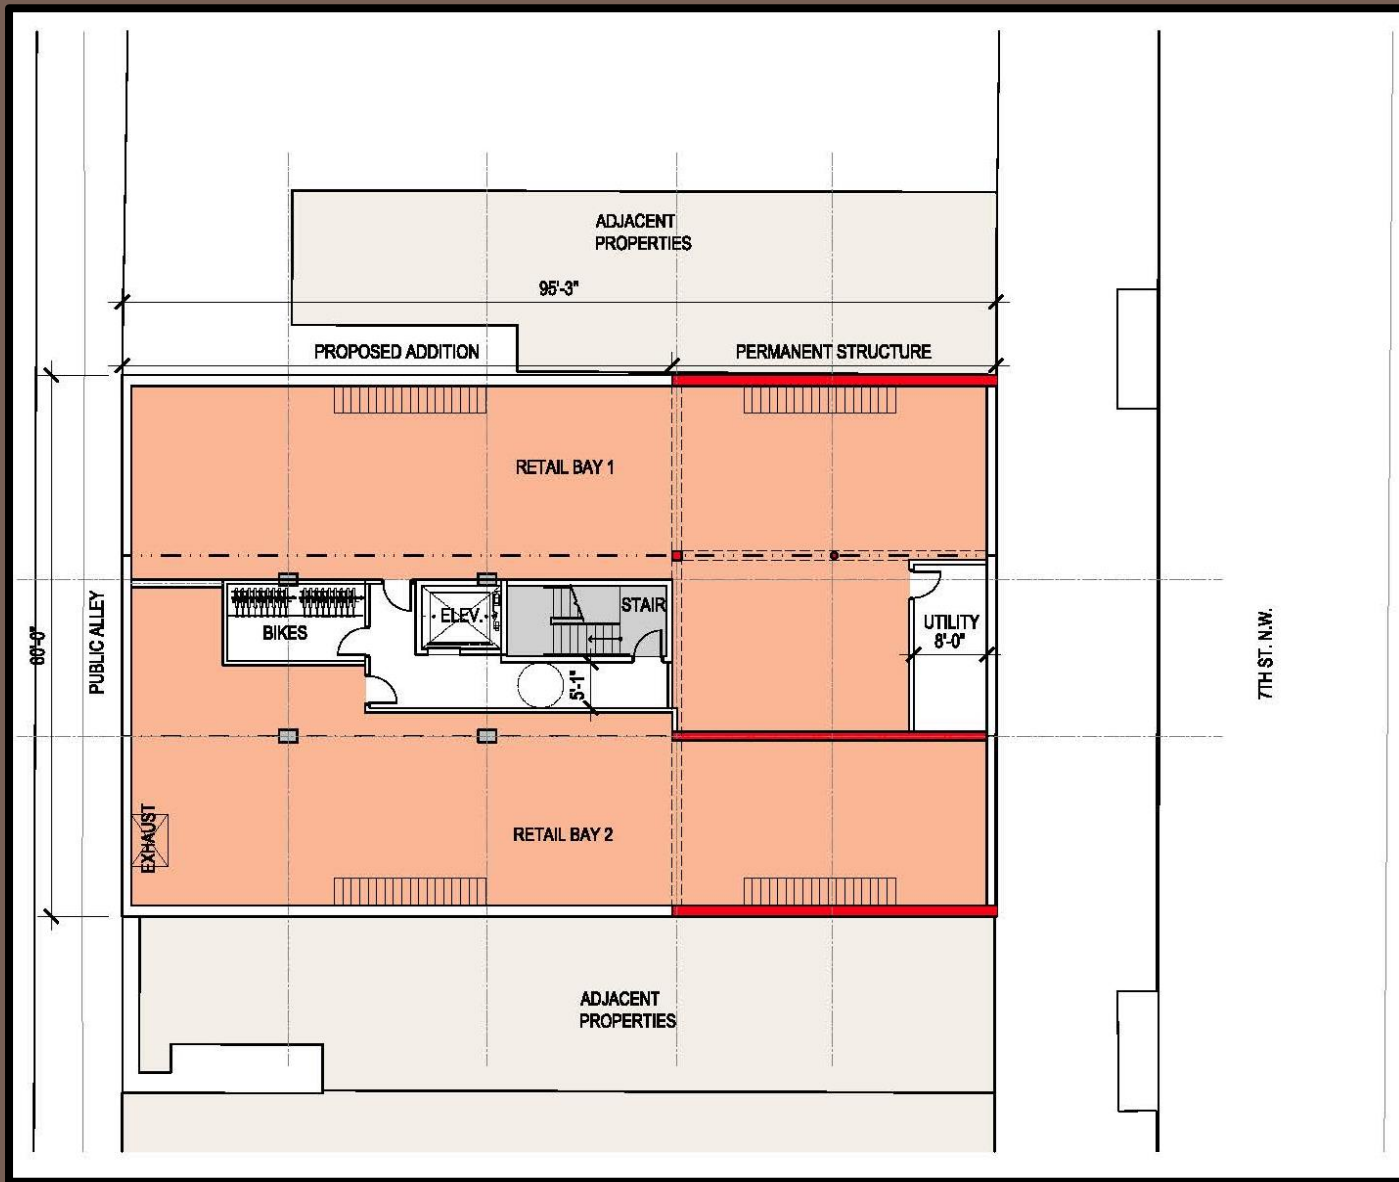 ADJACENT
PROPERTIES
95'-3"
PROPOSED ADDITION
PERMANENT STRUCTURE
RETAIL BAY 1
60'-0"
PUBLIC ALLEY
BIKES
ELEV.
STAIR
UTILITY
8'-0"
5'-1"
7TH ST. N.W.
EXHAUST
RETAIL BAY 2
ADJACENT
PROPERTIES